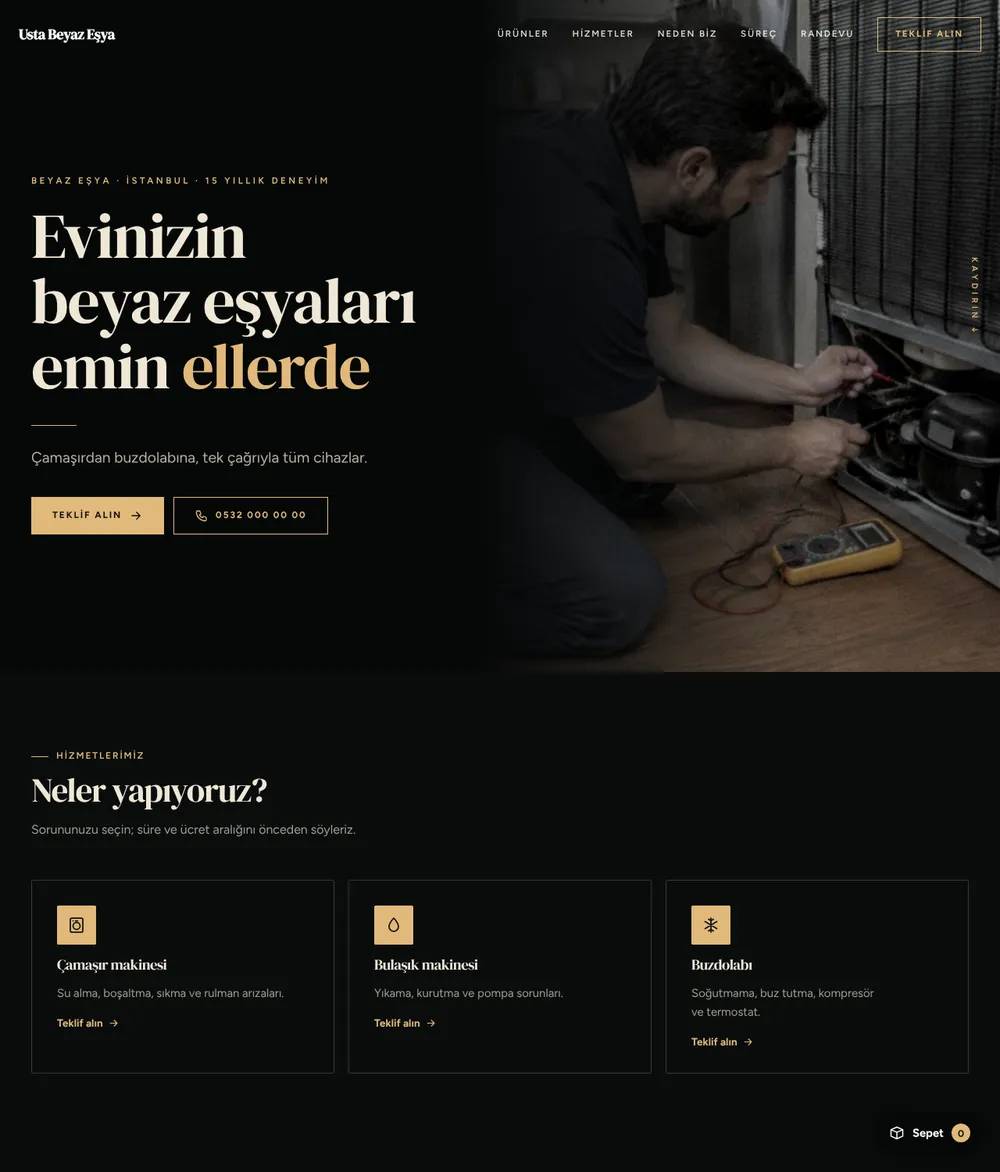 Usta Beyaz Eşya
ÜRÜNLER
HİZMETLER
NEDEN BİZ
SÜREÇ
RANDEVU
TEKLİF ALIN
KAYDIRIN ↓
BEYAZ EŞYA · İSTANBUL · 15 YILLIK DENEYİM
Evinizin
beyaz eşyaları
emin ellerde
Çamaşırdan buzdolabına, tek çağrıyla tüm cihazlar.
TEKLİF ALIN →
0532 000 00 00
HİZMETLERİMİZ
Neler yapıyoruz?
Sorununuzu seçin; süre ve ücret aralığını önceden söyleriz.
Çamaşır makinesi
Su alma, boşaltma, sıkma ve rulman arızaları.
Teklif alın →
Bulaşık makinesi
Yıkama, kurutma ve pompa sorunları.
Teklif alın →
Buzdolabı
Soğutmama, buz tutma, kompresör
ve termostat.
Teklif alın →
Sepet 0